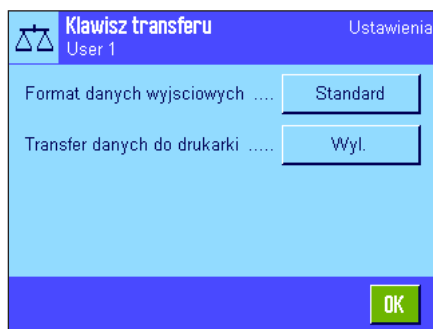 Klawisz transferu Ustawienia
User 1
Format danych wyjsciowych .... Standard
Transfer danych do drukarki ..... Wyl.
OK